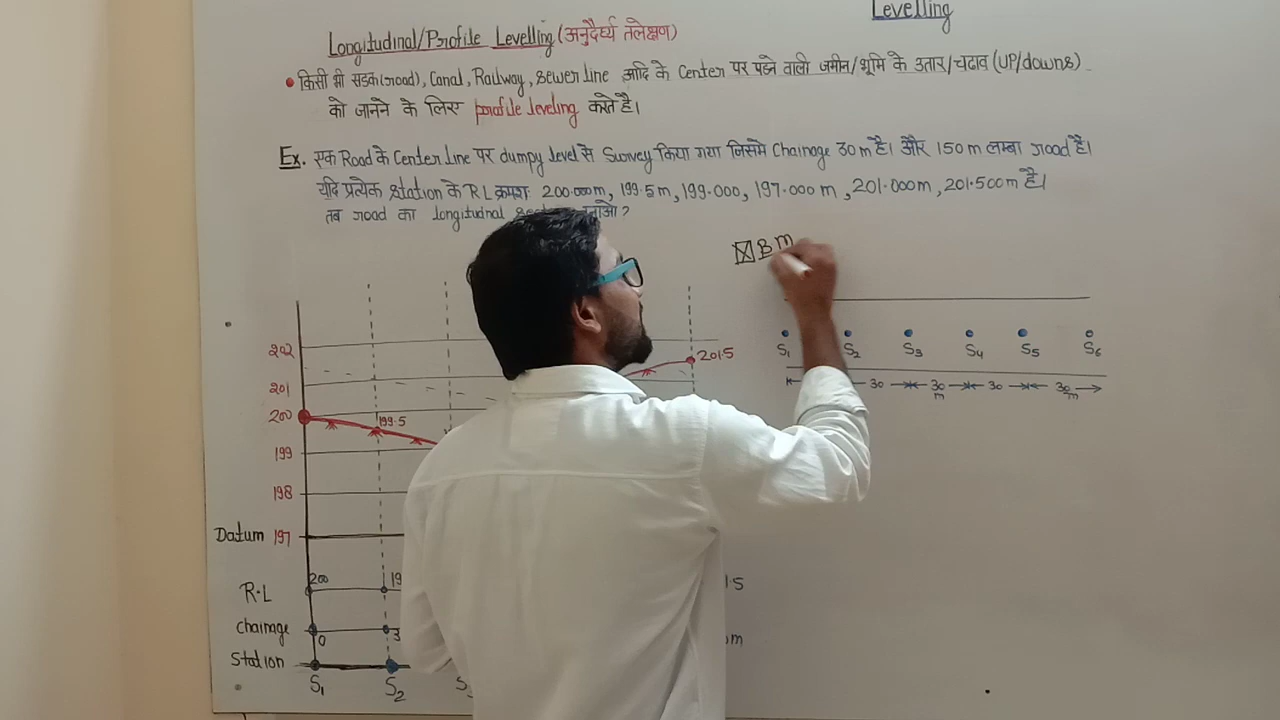 Levelling
Longitudinal/Profile Levelling (अनुदैर्ध्य तलेक्षण)
• किसी भी सडक(road), Canal, Railway, sewer line आदि के Center पर पडने वाली जमीन/भूमि के उतार/चढाव (UP/downs)
को जानने के लिए profile leveling करते है।
Ex. एक Road के Center line पर dumpy level से Survey किया गया जिसमे Chainage 30 m है। और 150 m लम्बा road है।
यदि प्रत्येक station के R L क्रमश: 200.000m, 199.5 m, 199.000, 197.000 m, 201.000m, 201.500m है।
तब road का longitudnal ?
B m
S1 S2 S3 S4 S5 S6
30 30 m 30 30 m
202
201
200
199
198
Datum 197
199.5
201.5
R.L 200
Chainage 0
Station
S1 S2